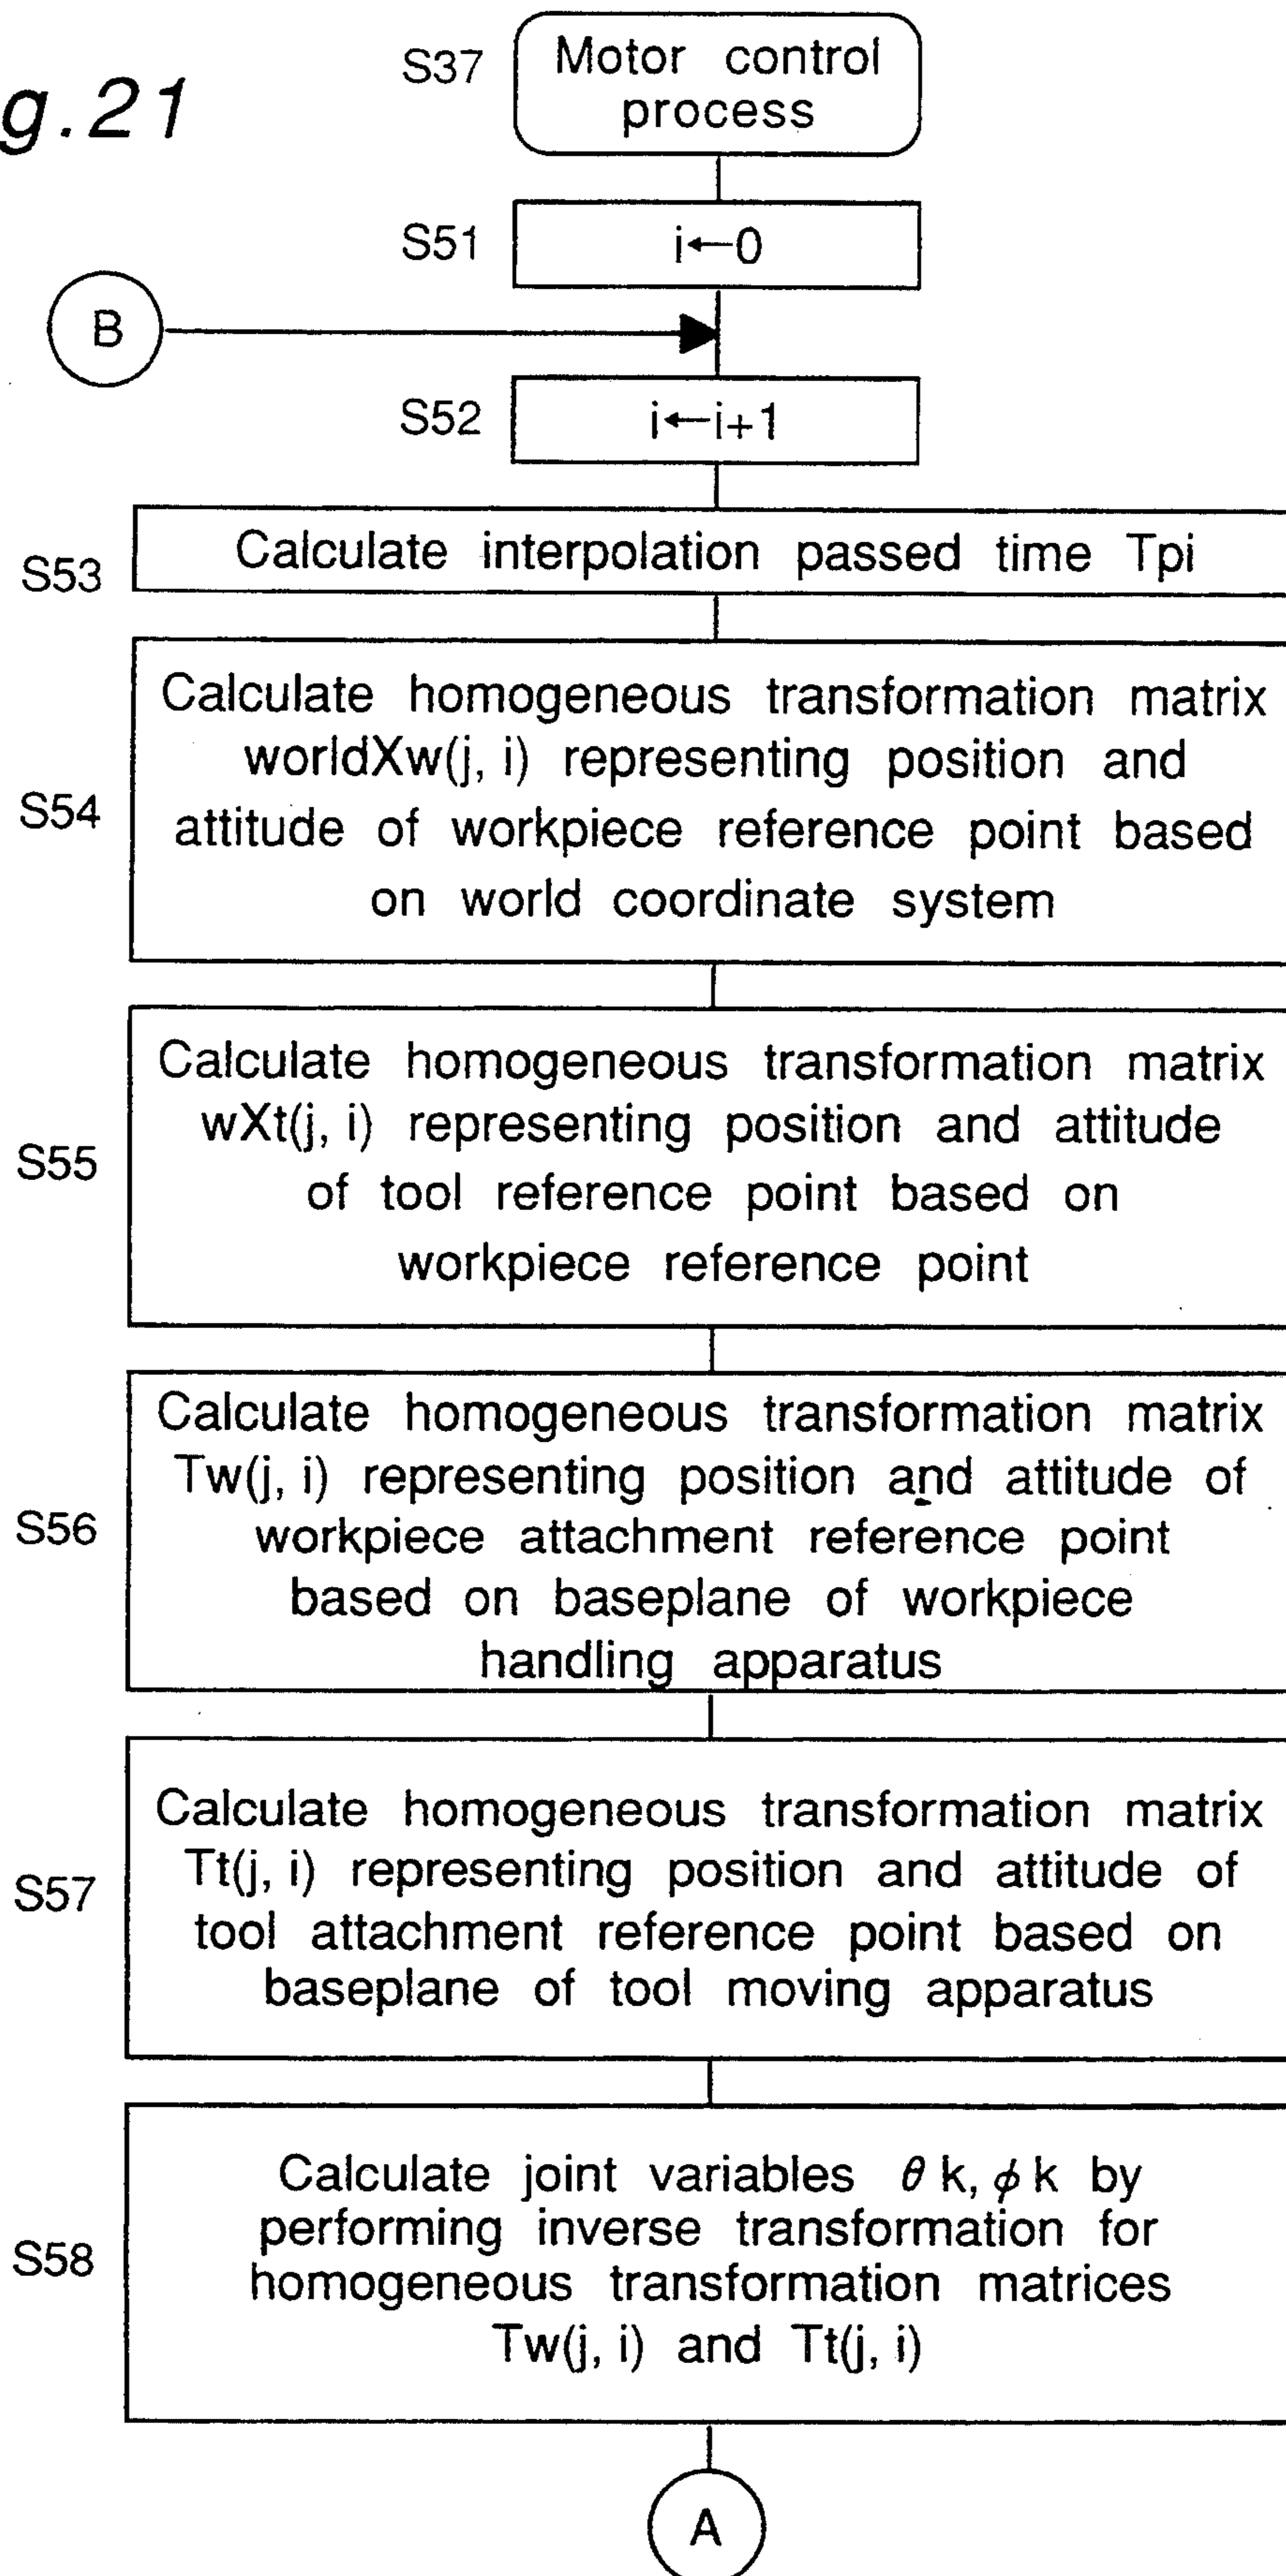 g.21
S37
Motor control
process
S51
i←0
B
S52
i←i+1
S53
Calculate interpolation passed time Tpi
S54
Calculate homogeneous transformation matrix
worldXw(j, i) representing position and
attitude of workpiece reference point based
on world coordinate system
S55
Calculate homogeneous transformation matrix
wXt(j, i) representing position and attitude
of tool reference point based on
workpiece reference point
S56
Calculate homogeneous transformation matrix
Tw(j, i) representing position and attitude of
workpiece attachment reference point
based on baseplane of workpiece
handling apparatus
S57
Calculate homogeneous transformation matrix
Tt(j, i) representing position and attitude of
tool attachment reference point based on
baseplane of tool moving apparatus
S58
Calculate joint variables θk, ϕk by
performing inverse transformation for
homogeneous transformation matrices
Tw(j, i) and Tt(j, i)
A